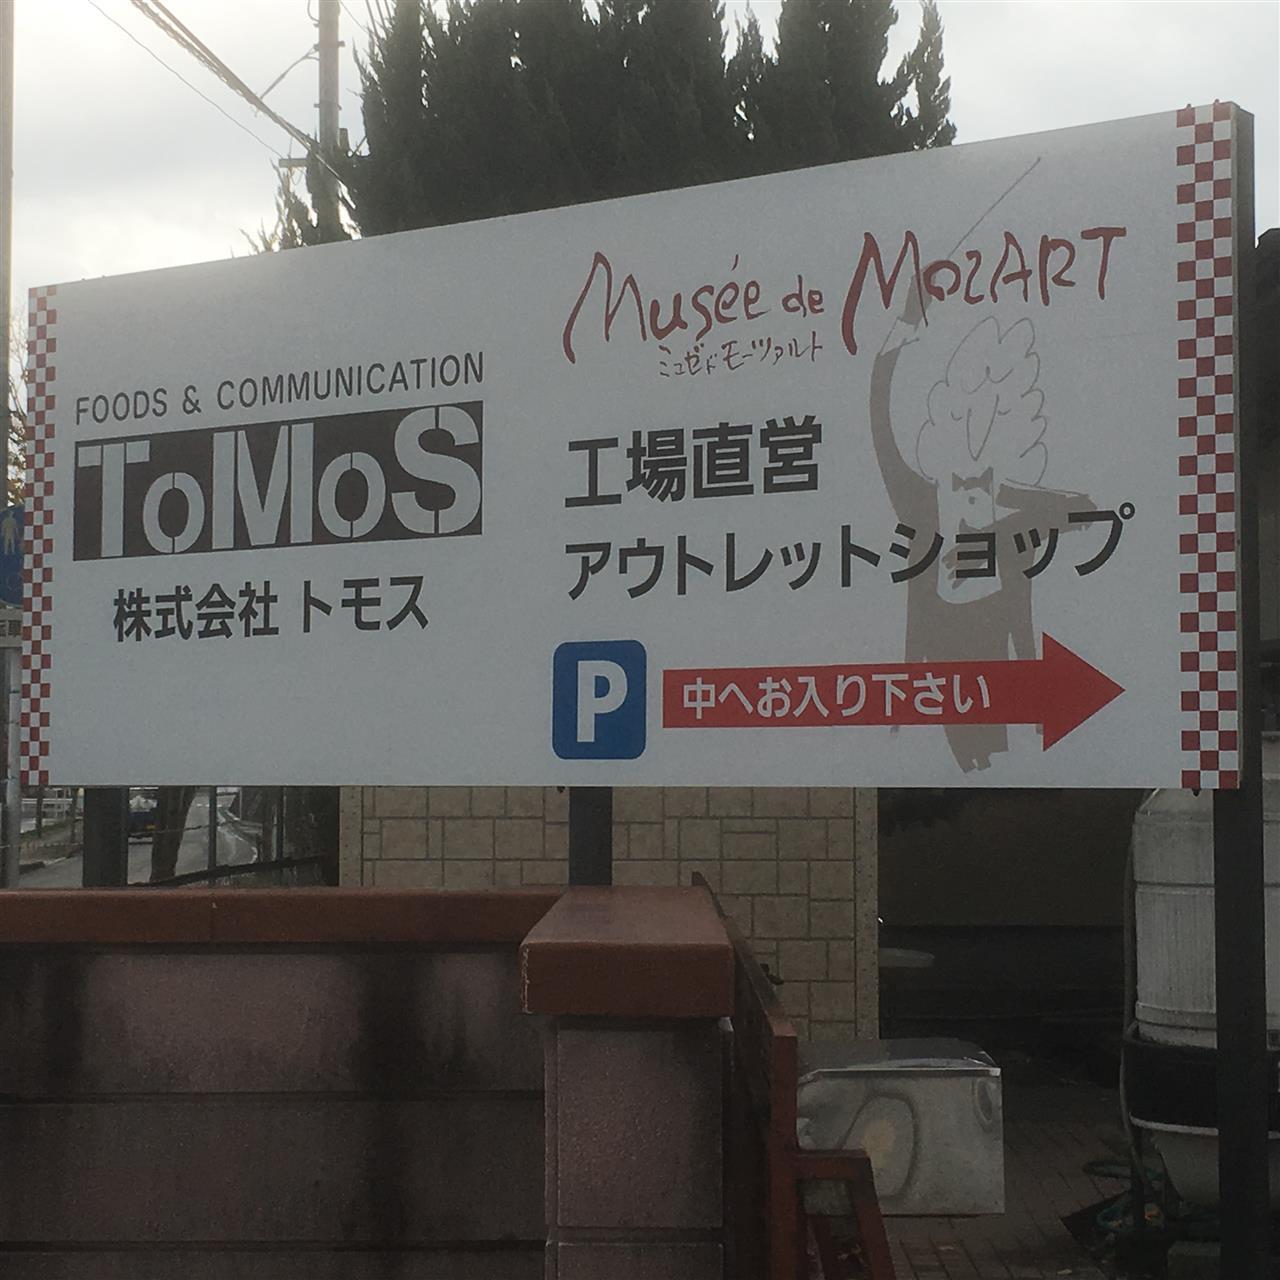 FOODS & COMMUNICATION
ToMoS
株式会社 トモス
Musée de MOZART
ミュゼドモーツァルト
工場直営
アウトレットショップ
P 中へお入り下さい